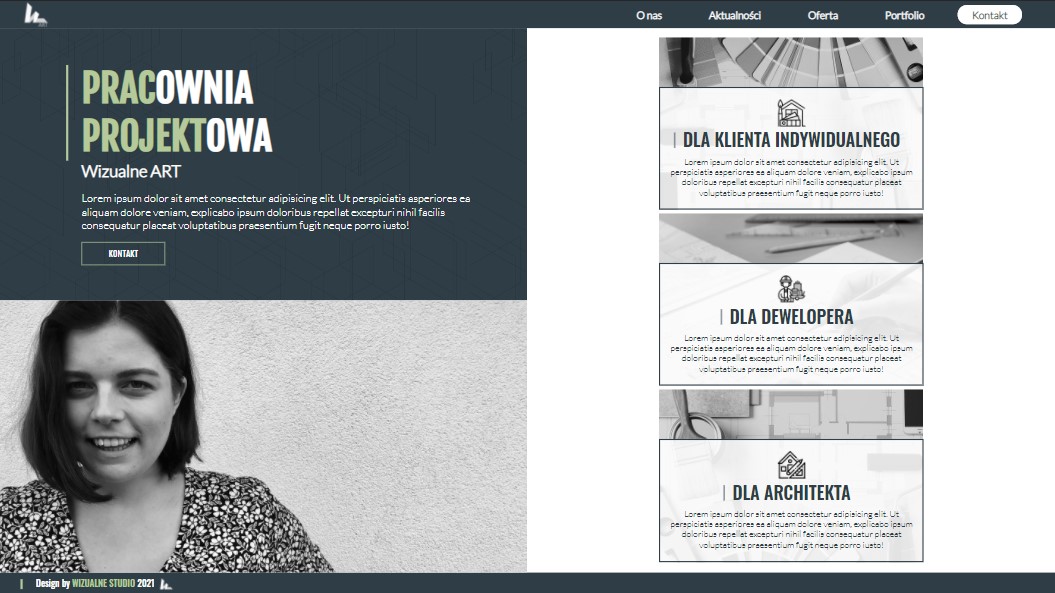 O nas Aktualności Oferta Portfolio Kontakt
PRACOWNIA
PROJEKTOWA
Wizualne ART
Lorem ipsum dolor sit amet consectetur adipisicing elit. Ut perspiciatis asperiores ea
aliquam dolore veniam, explicabo ipsum doloribus repellat excepturi nihil facilis
consequatur placeat voluptatibus praesentium fugit neque porro iusto!
KONTAKT
| DLA KLIENTA INDYWIDUALNEGO
Lorem ipsum dolor sit amet consectetur adipisicing elit. Ut
perspiciatis asperiores ea aliquam dolore veniam, explicabo ipsum
doloribus repellat excepturi nihil facilis consequatur placeat
voluptatibus praesentium fugit neque porro iusto!
| DLA DEWELOPERA
Lorem ipsum dolor sit amet consectetur adipisicing elit. Ut
perspiciatis asperiores ea aliquam dolore veniam, explicabo ipsum
doloribus repellat excepturi nihil facilis consequatur placeat
voluptatibus praesentium fugit neque porro iusto!
| DLA ARCHITEKTA
Lorem ipsum dolor sit amet consectetur adipisicing elit. Ut
perspiciatis asperiores ea aliquam dolore veniam, explicabo ipsum
doloribus repellat excepturi nihil facilis consequatur placeat
voluptatibus praesentium fugit neque porro iusto!
| Design by WIZUALNE STUDIO 2021